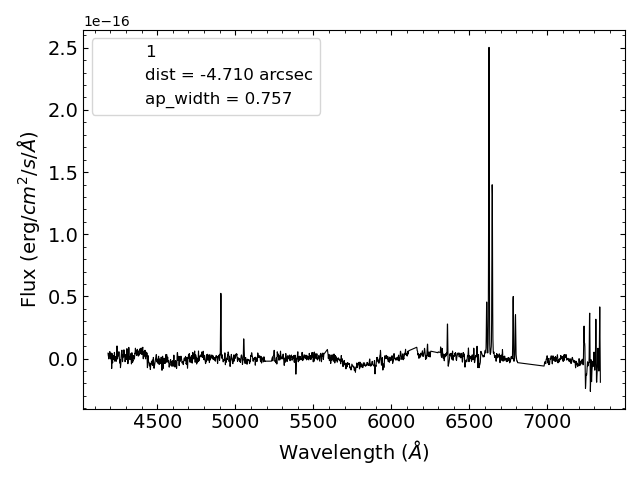 1e−16
1
dist = -4.710 arcsec
ap_width = 0.757
2.5
2.0
1.5
1.0
0.5
0.0
Flux (erg/cm²/s/Å)
4500 5000 5500 6000 6500 7000
Wavelength (Å)